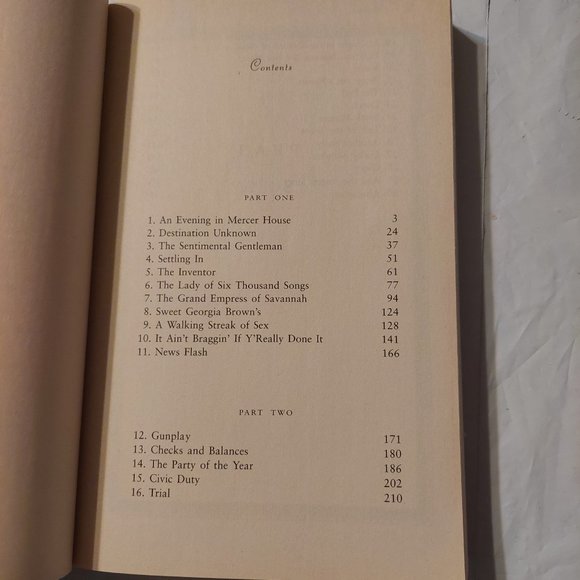 Contents
PART ONE
1. An Evening in Mercer House 3
2. Destination Unknown 24
3. The Sentimental Gentleman 37
4. Settling In 51
5. The Inventor 61
6. The Lady of Six Thousand Songs 77
7. The Grand Empress of Savannah 94
8. Sweet Georgia Brown's 124
9. A Walking Streak of Sex 128
10. It Ain't Braggin' If Y'Really Done It 141
11. News Flash 166
PART TWO
12. Gunplay 171
13. Checks and Balances 180
14. The Party of the Year 186
15. Civic Duty 202
16. Trial 210